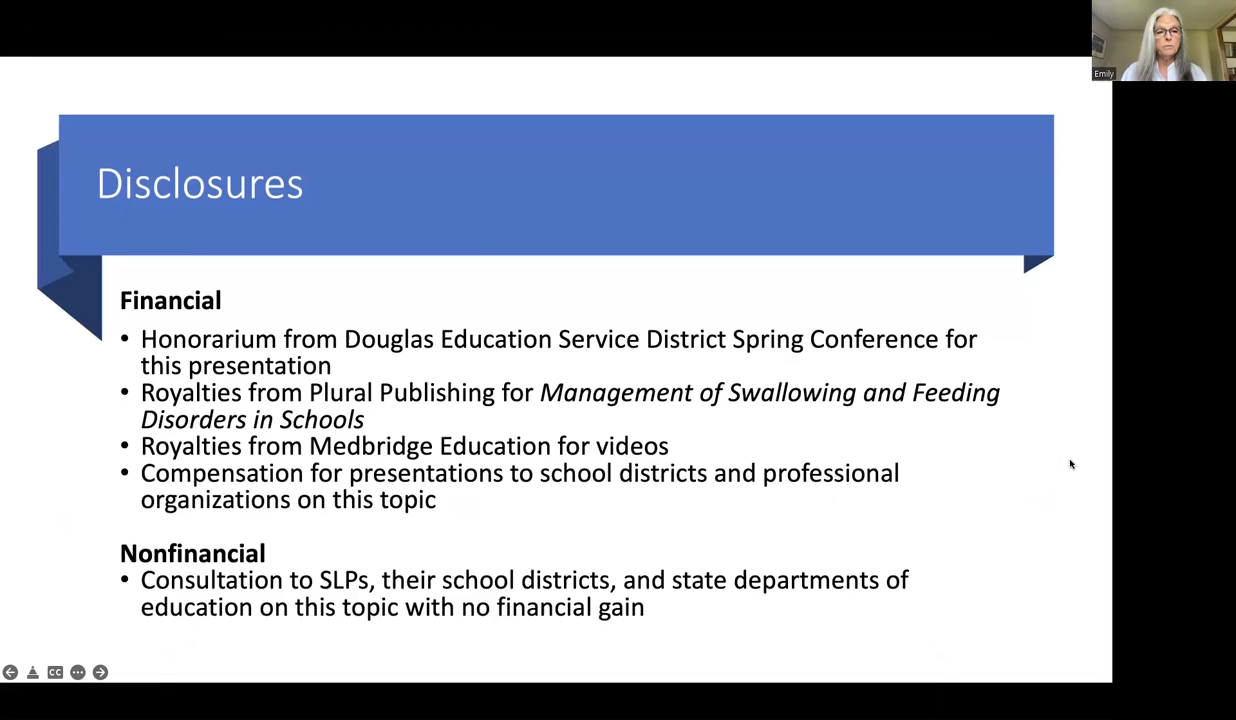 Emily
Disclosures
Financial
• Honorarium from Douglas Education Service District Spring Conference for
this presentation
• Royalties from Plural Publishing for Management of Swallowing and Feeding
Disorders in Schools
• Royalties from Medbridge Education for videos
• Compensation for presentations to school districts and professional
organizations on this topic
Nonfinancial
• Consultation to SLPs, their school districts, and state departments of
education on this topic with no financial gain
CC